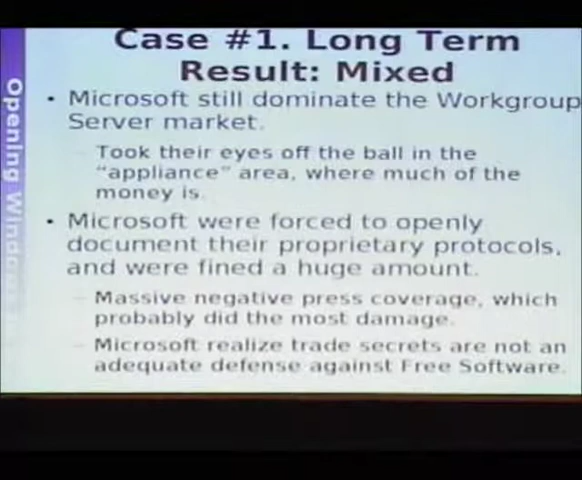 Case #1. Long Term
Result: Mixed
• Microsoft still dominate the Workgroup
Server market.
– Took their eyes off the ball in the
"appliance" area, where much of the
money is.
• Microsoft were forced to openly
document their proprietary protocols,
and were fined a huge amount.
– Massive negative press coverage, which
probably did the most damage.
– Microsoft realize trade secrets are not an
adequate defense against Free Software.
Opening Windows